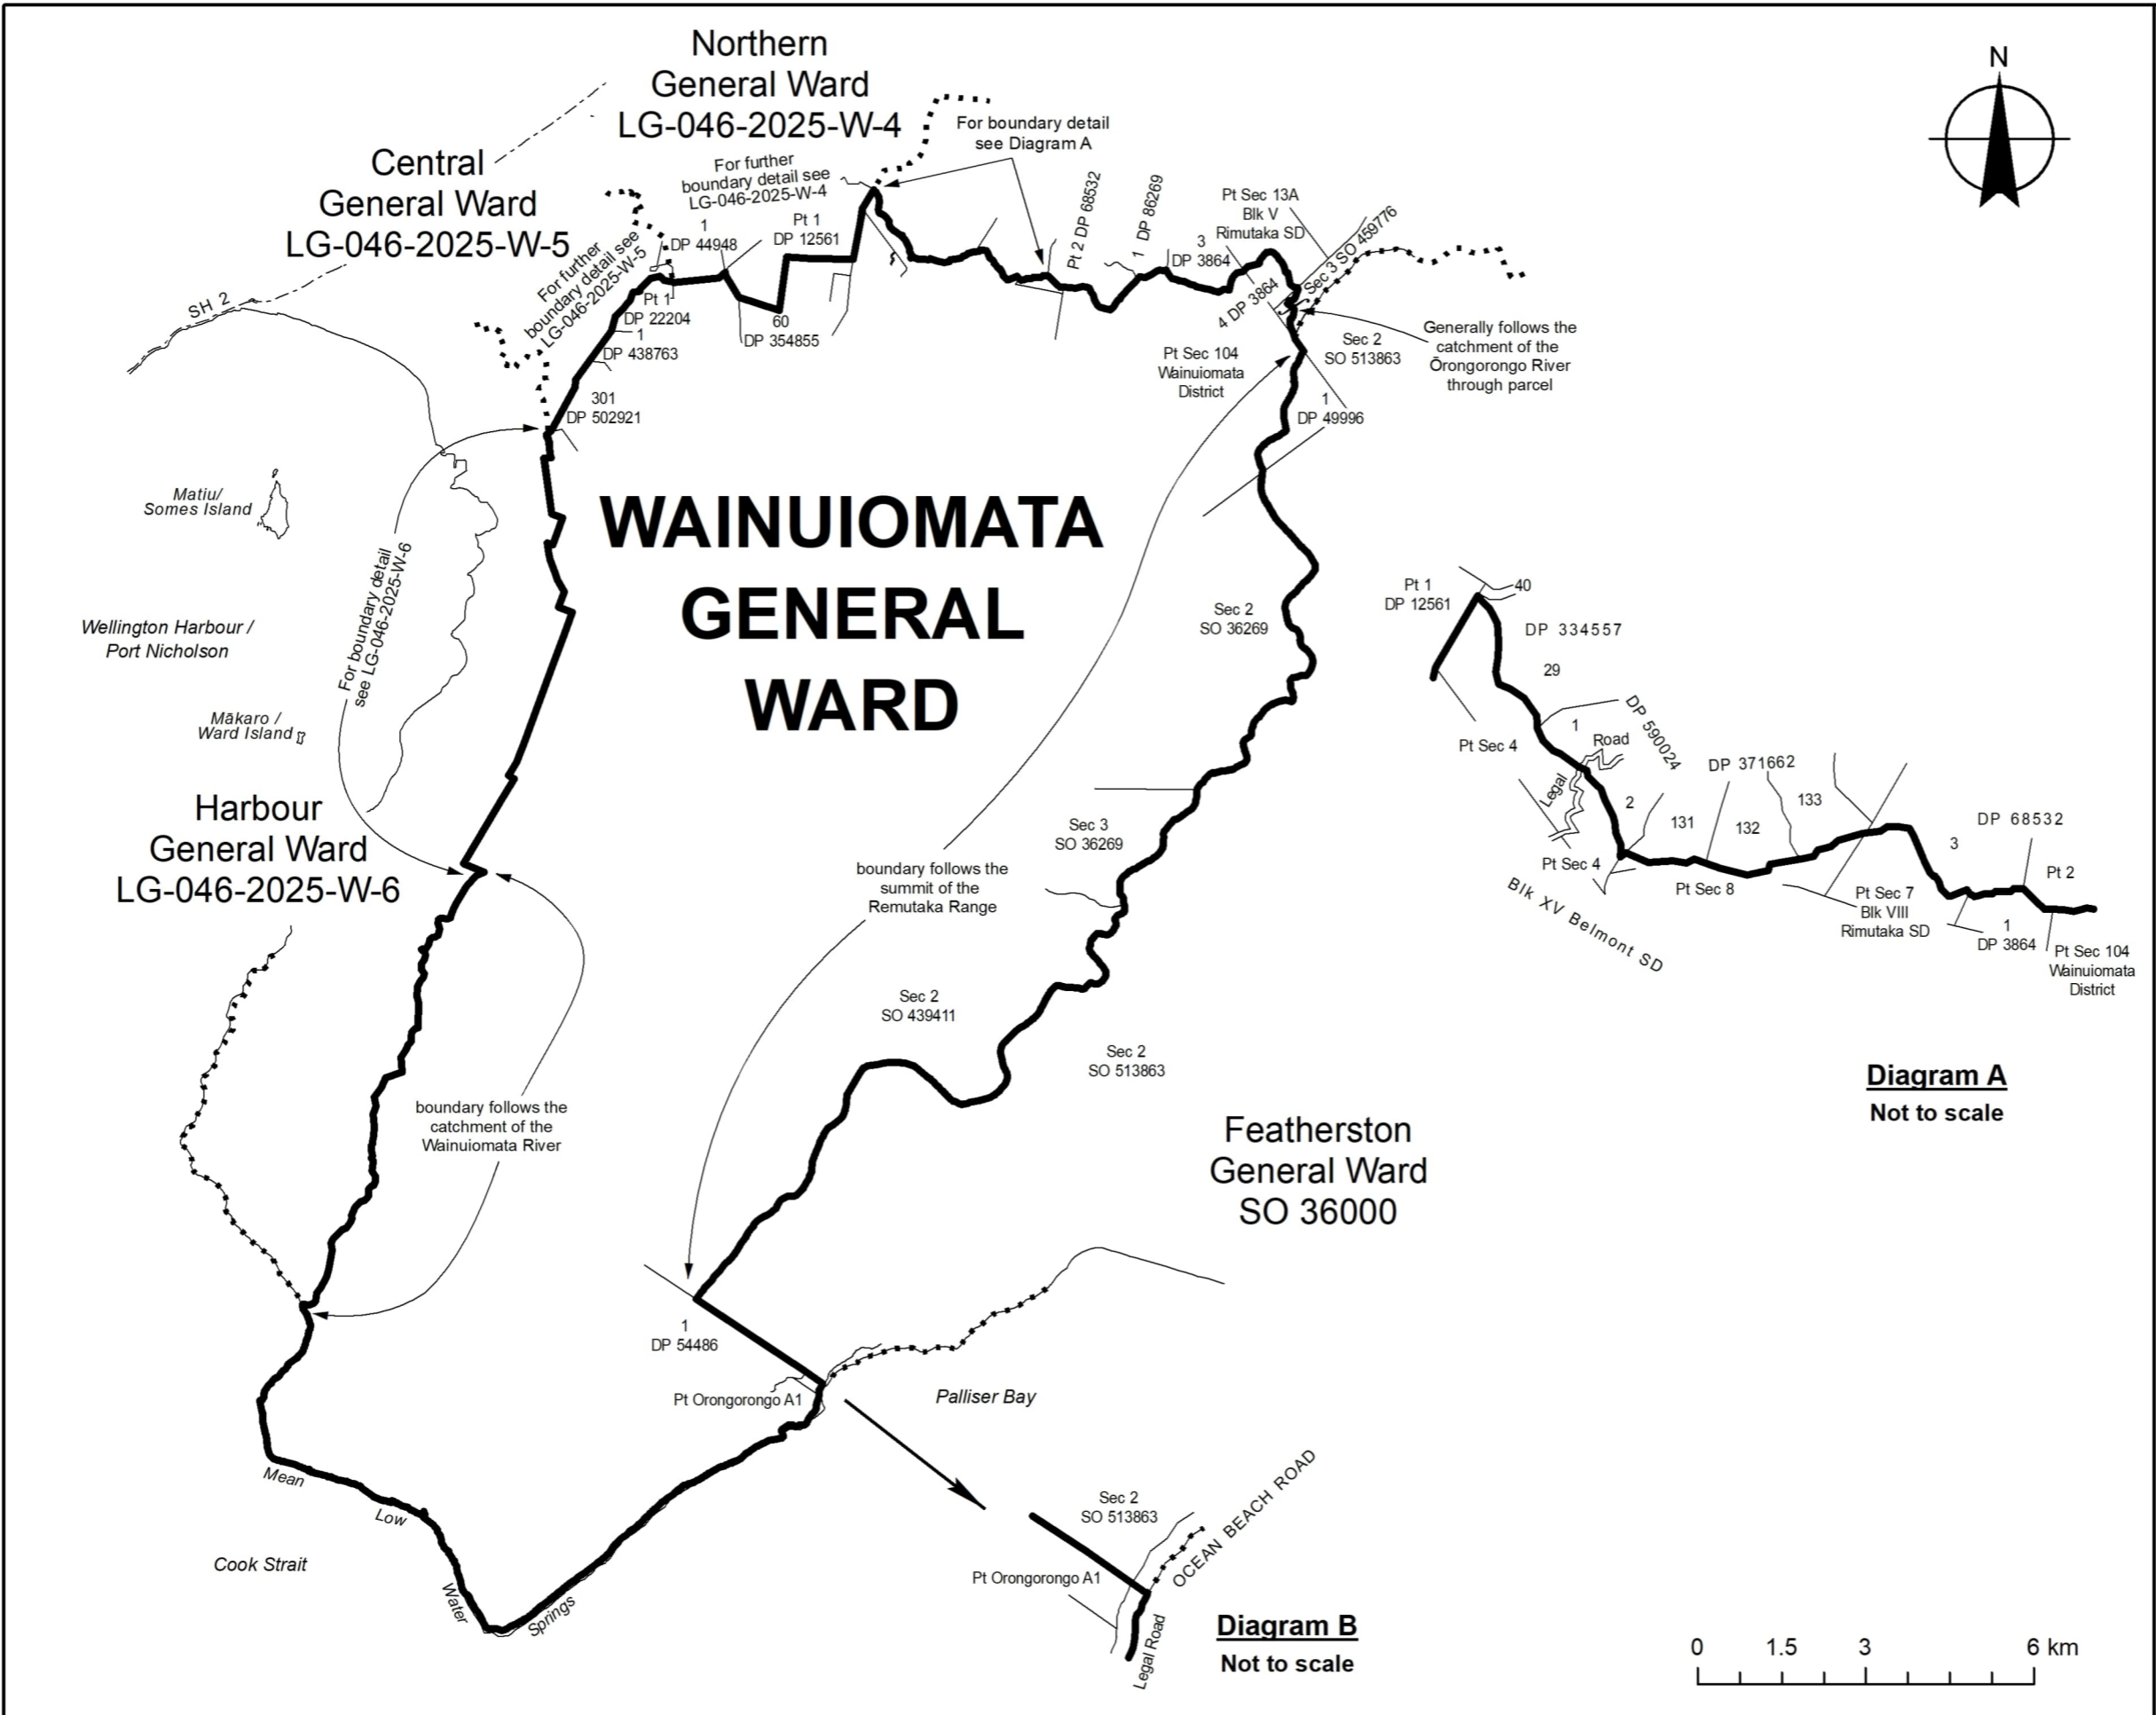 Northern
General Ward
LG-046-2025-W-4
Central
General Ward
LG-046-2025-W-5
N
For boundary detail
see Diagram A
For further
boundary detail see
LG-046-2025-W-4
For further
boundary detail see
LG-046-2025-W-5
SH 2
1
DP 44948
Pt 1
DP 12561
Pt 1
DP 22204
1
DP 438763
60
DP 354855
301
DP 502921
Pt 2 DP 68532
1 DP 86269
3
DP 3864
Pt Sec 13A
Blk V
Rimutaka SD
Sec 3 SO 459776
4 DP 3864
Pt Sec 104
Wainuiomata
District
Sec 2
SO 513863
Generally follows the
catchment of the
Ōrongorongo River
through parcel
1
DP 49996
WAINUIOMATA
GENERAL
WARD
Matiu/
Somes Island
For boundary detail
see LG-046-2025-W-6
Wellington Harbour /
Port Nicholson
Mākaro /
Ward Island
Harbour
General Ward
LG-046-2025-W-6
Sec 2
SO 36269
Sec 3
SO 36269
boundary follows the
summit of the
Remutaka Range
Sec 2
SO 439411
Sec 2
SO 513863
boundary follows the
catchment of the
Wainuiomata River
Featherston
General Ward
SO 36000
1
DP 54486
Pt Orongorongo A1
Palliser Bay
Mean
Low
Water
Springs
Cook Strait
Pt 1
DP 12561
40
DP 334557
29
Pt Sec 4
1
DP 590024
Road
Legal
2
DP 371662
131
132
133
Pt Sec 4
Pt Sec 8
Blk XV Belmont SD
Pt Sec 7
Blk VIII
Rimutaka SD
3
DP 68532
Pt 2
1
DP 3864
Pt Sec 104
Wainuiomata
District
Diagram A
Not to scale
Sec 2
SO 513863
OCEAN BEACH ROAD
Pt Orongorongo A1
Legal Road
Diagram B
Not to scale
0 1.5 3 6 km